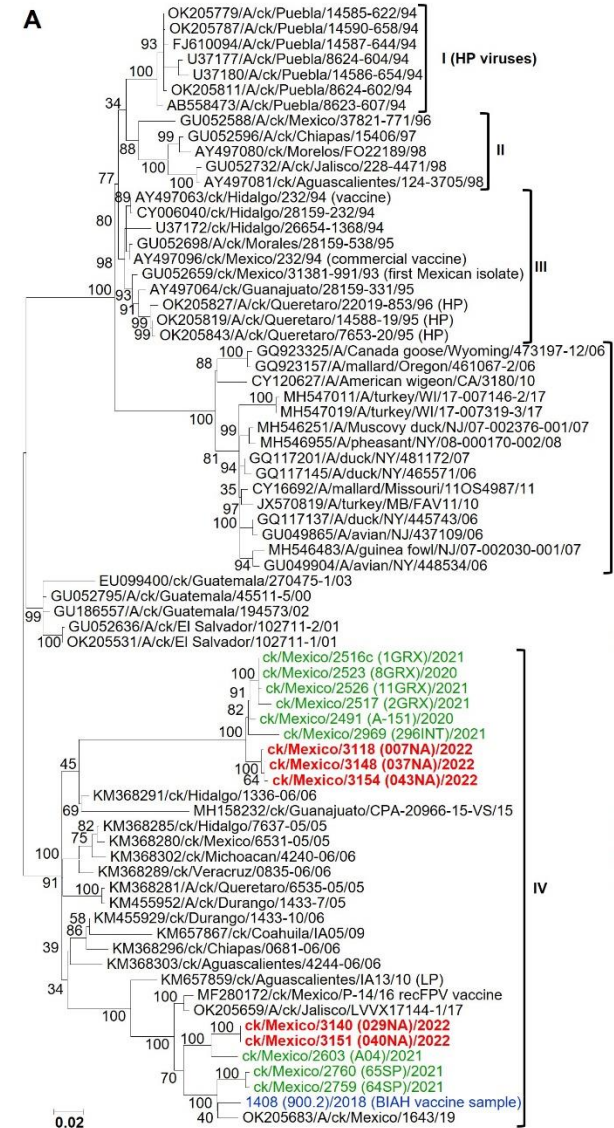 A
OK205779/A/ck/Puebla/14585-622/94
OK205787/A/ck/Puebla/14590-658/94
93
FJ610094/A/ck/Puebla/14587-644/94
U37177/A/ck/Puebla/8624-604/94
I (HP viruses)
100
U37180/A/ck/Puebla/14586-654/94
OK205811/A/ck/Puebla/8624-602/94
34
AB558473/A/ck/Puebla/8623-607/94
GU052588/A/ck/Mexico/37821-771/96
99
GU052596/A/ck/Chiapas/15406/97
88
AY497080/ck/Morelos/FO22189/98
II
100
GU052732/A/ck/Jalisco/228-4471/98
77
100
AY497081/ck/Aguascalientes/124-3705/98
89
AY497063/ck/Hidalgo/232/94 (vaccine)
CY006040/ck/Hidalgo/28159-232/94
80
U37172/ck/Hidalgo/26654-1368/94
GU052698/A/ck/Morales/28159-538/95
98
AY497096/ck/Mexico/232/94 (commercial vaccine)
III
GU052659/ck/Mexico/31381-991/93 (first Mexican isolate)
100
93
AY497064/ck/Guanajuato/28159-331/95
91
OK205827/A/ck/Queretaro/22019-853/96 (HP)
99
OK205819/A/ck/Queretaro/14588-19/95 (HP)
99
OK205843/A/ck/Queretaro/7653-20/95 (HP)
100
GQ923325/A/Canada goose/Wyoming/473197-12/06
88
GQ923157/A/mallard/Oregon/461067-2/06
CY120627/A/American wigeon/CA/3180/10
100
MH547011/A/turkey/WI/17-007146-2/17
100
MH547019/A/turkey/WI/17-007319-3/17
99
MH546251/A/Muscovy duck/NJ/07-002376-001/07
MH546955/A/pheasant/NY/08-000170-002/08
81
GQ117201/A/duck/NY/481172/07
94
GQ117145/A/duck/NY/465571/06
35
CY16692/A/mallard/Missouri/11OS4987/11
97
JX570819/A/turkey/MB/FAV11/10
100
GQ117137/A/duck/NY/445743/06
GU049865/A/avian/NJ/437109/06
MH546483/A/guinea fowl/NJ/07-002030-001/07
94
GU049904/A/avian/NY/448534/06
EU099400/ck/Guatemala/270475-1/03
GU052795/A/ck/Guatemala/45511-5/00
99
GU186557/A/ck/Guatemala/194573/02
GU052636/A/ck/El Salvador/102711-2/01
100
OK205531/A/ck/El Salvador/102711-1/01
ck/Mexico/2516c (1GRX)/2021
100
ck/Mexico/2523 (8GRX)/2020
91
ck/Mexico/2526 (11GRX)/2021
82
ck/Mexico/2517 (2GRX)/2021
ck/Mexico/2491 (A-151)/2020
100
ck/Mexico/2969 (296INT)/2021
ck/Mexico/3118 (007NA)/2022
45
100
ck/Mexico/3148 (037NA)/2022
64
ck/Mexico/3154 (043NA)/2022
KM368291/ck/Hidalgo/1336-06/06
69
MH158232/ck/Guanajuato/CPA-20966-15-VS/15
82
KM368285/ck/Hidalgo/7637-05/05
75
KM368280/ck/Mexico/6531-05/05
100
KM368302/ck/Michoacan/4240-06/06
KM368289/ck/Veracruz/0835-06/06
91
100
KM368281/A/ck/Queretaro/6535-05/05
IV
KM455952/A/ck/Durango/1433-7/05
58
KM455929/ck/Durango/1433-10/06
86
KM657867/ck/Coahuila/IA05/09
39
KM368296/ck/Chiapas/0681-06/06
KM368303/ck/Aguascalientes/4244-06/06
34
KM657859/ck/Aguascalientes/IA13/10 (LP)
100
MF280172/ck/Mexico/P-14/16 recFPV vaccine
100
OK205659/A/ck/Jalisco/LVVX17144-1/17
100
100
ck/Mexico/3140 (029NA)/2022
ck/Mexico/3151 (040NA)/2022
100
ck/Mexico/2603 (A04)/2021
70
100
ck/Mexico/2760 (65SP)/2021
ck/Mexico/2759 (64SP)/2021
100
1408 (900.2)/2018 (BIAH vaccine sample)
40
OK205683/A/ck/Mexico/1643/19
0.02